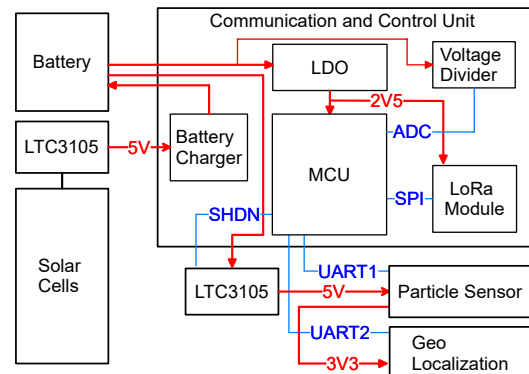 Communication and Control Unit
Battery
LDO
Voltage
Divider
2V5
LTC3105
5V
Battery
Charger
MCU
ADC
SPI
LoRa
Module
SHDN
Solar
Cells
LTC3105
UART1
5V
Particle Sensor
UART2
3V3
Geo
Localization